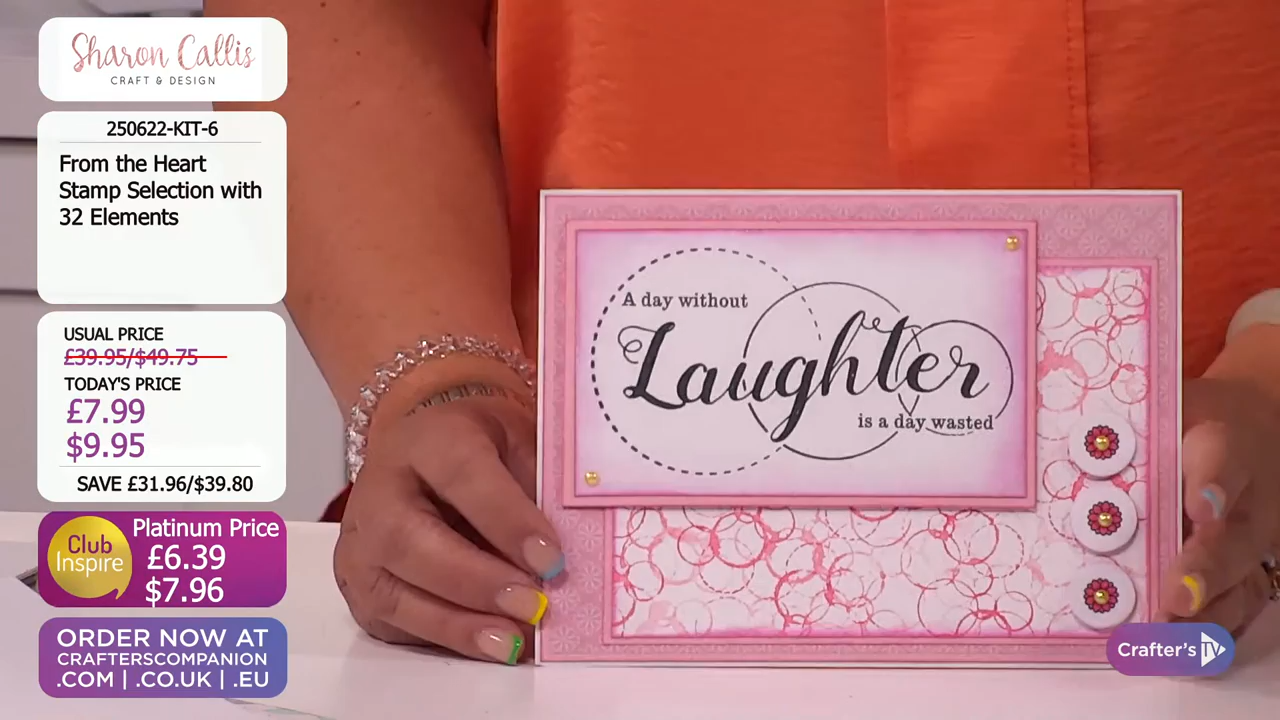 Sharon Callis
CRAFT & DESIGN
250622-KIT-6
From the Heart
Stamp Selection with
32 Elements
USUAL PRICE
£39.95/$49.75
TODAY'S PRICE
£7.99
$9.95
SAVE £31.96/$39.80
Club
Inspire
Platinum Price
£6.39
$7.96
ORDER NOW AT
CRAFTERSCOMPANION
.COM | .CO.UK | .EU
A day without
Laughter
is a day wasted
Crafter's TV